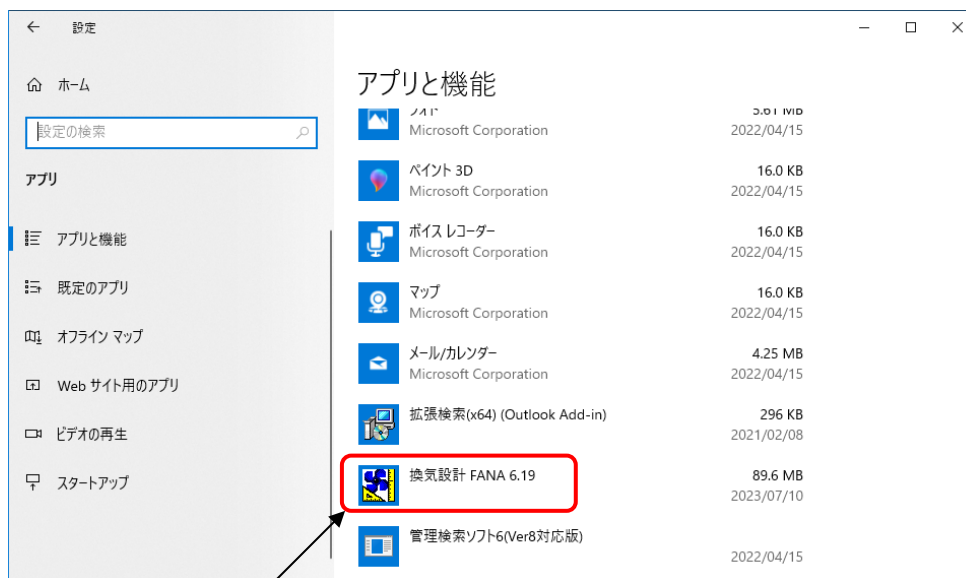 設定
ホーム
設定の検索
アプリ
アプリと機能
既定のアプリ
オフライン マップ
Web サイト用のアプリ
ビデオの再生
スタートアップ
アプリと機能
フォト 5.61 MB
Microsoft Corporation 2022/04/15
ペイント 3D 16.0 KB
Microsoft Corporation 2022/04/15
ボイス レコーダー 16.0 KB
Microsoft Corporation 2022/04/15
マップ 16.0 KB
Microsoft Corporation 2022/04/15
メール/カレンダー 4.25 MB
Microsoft Corporation 2022/04/15
拡張検索(x64) (Outlook Add-in) 296 KB
2021/02/08
換気設計 FANA 6.19 89.6 MB
2023/07/10
管理検索ソフト6(Ver8対応版)
2022/04/15